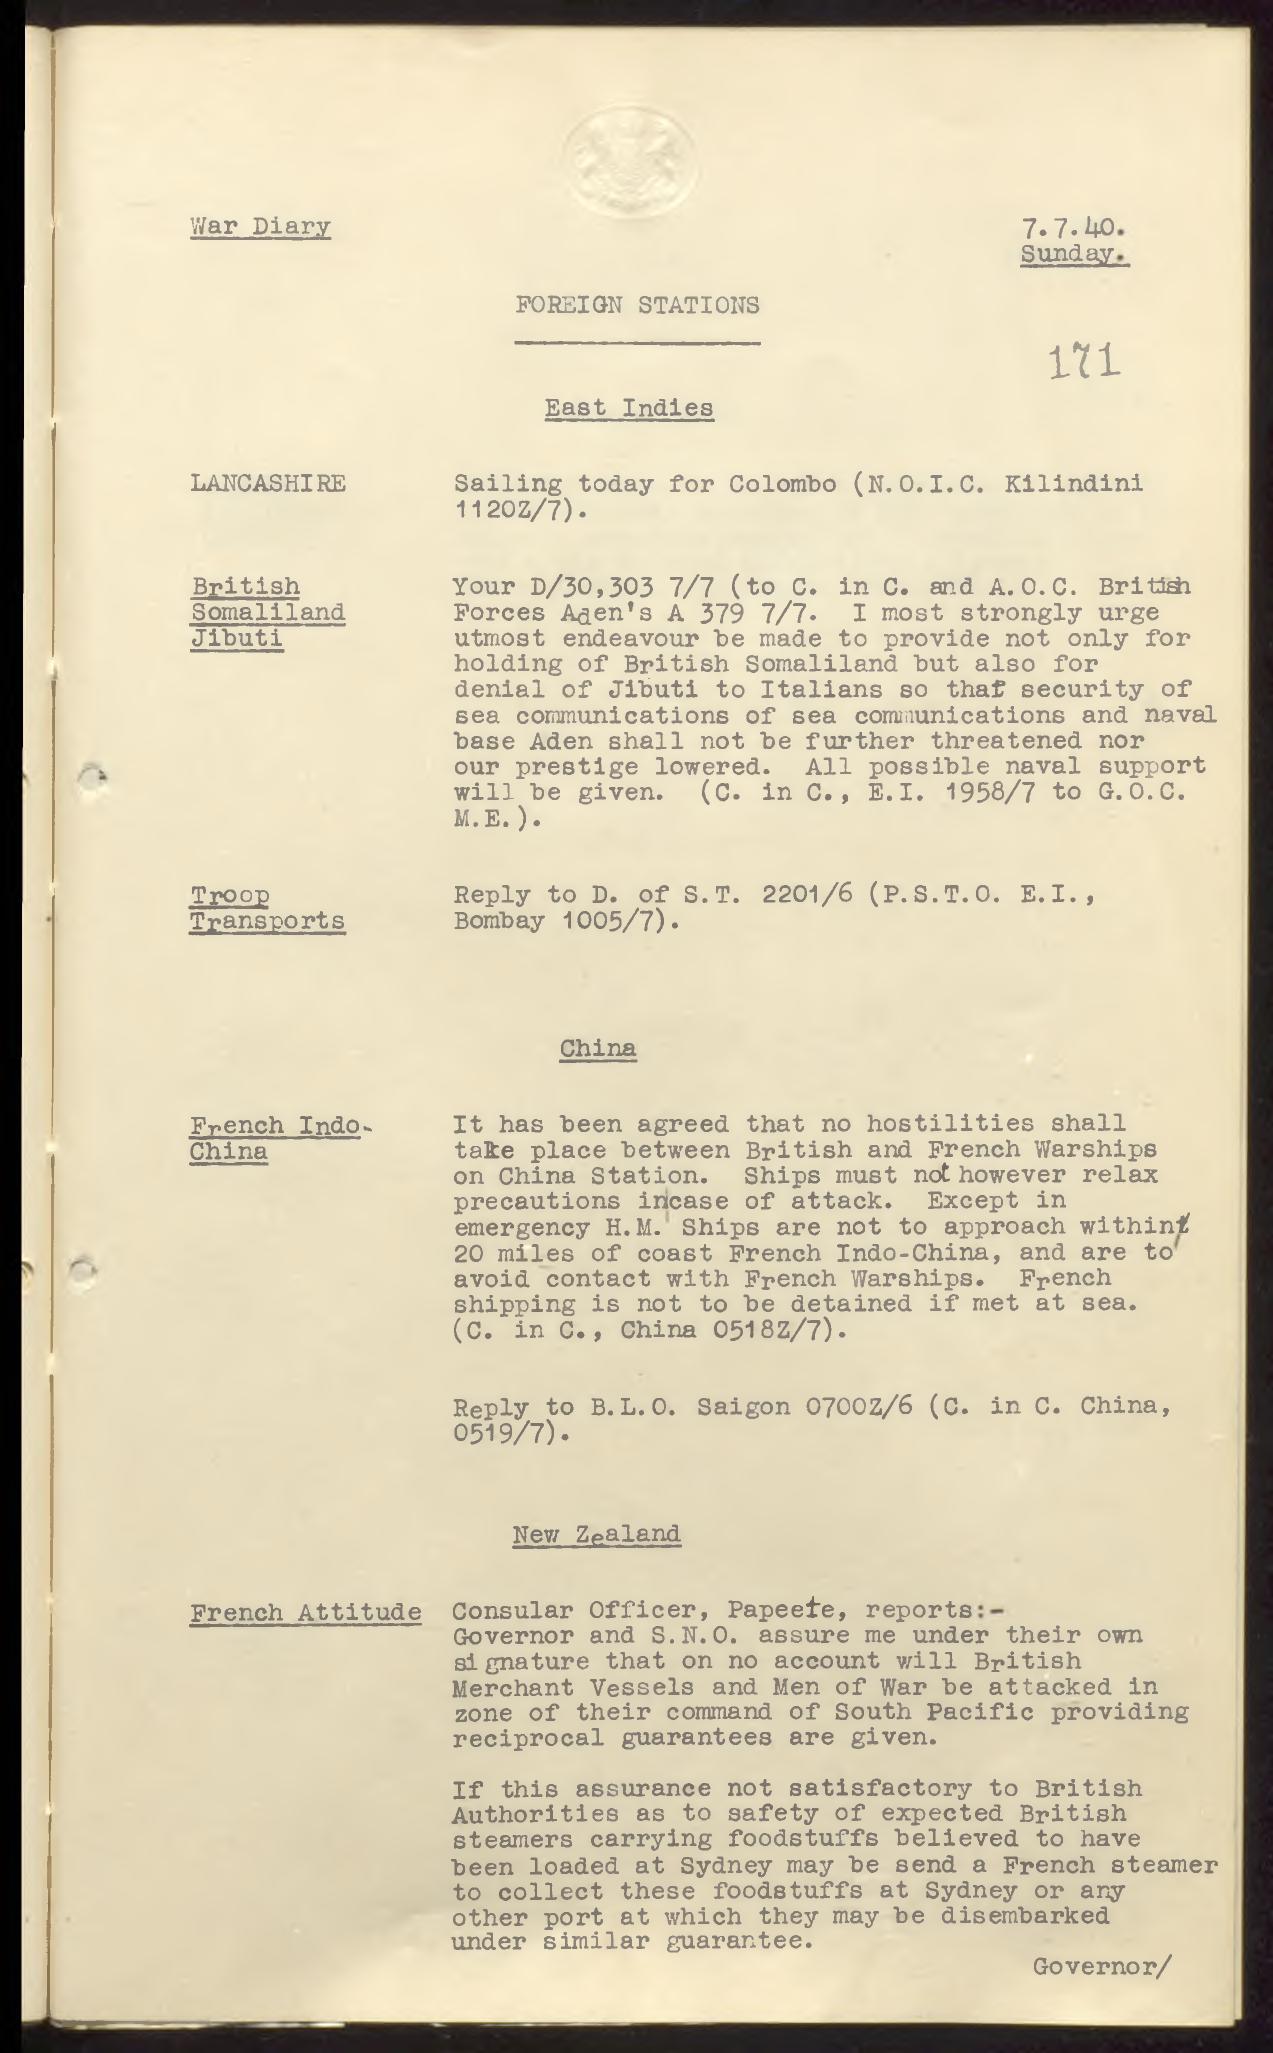 War Diary
7.7.40.
Sunday.
FOREIGN STATIONS
171
East Indies
LANCASHIRE
Sailing today for Colombo (N.O.I.C. Kilindini
1120Z/7).
British
Somaliland
Jibuti
Your D/30,303 7/7 (to C. in C. and A.O.C. British
Forces Aden's A 379 7/7. I most strongly urge
utmost endeavour be made to provide not only for
holding of British Somaliland but also for
denial of Jibuti to Italians so that security of
sea communications of sea communications and naval
base Aden shall not be further threatened nor
our prestige lowered. All possible naval support
will be given. (C. in C., E.I. 1958/7 to G.O.C.
M.E.).
Troop
Transports
Reply to D. of S.T. 2201/6 (P.S.T.O. E.I.,
Bombay 1005/7).
China
French Indo-
China
It has been agreed that no hostilities shall
take place between British and French Warships
on China Station. Ships must not however relax
precautions in case of attack. Except in
emergency H.M. Ships are not to approach within
20 miles of coast French Indo-China, and are to
avoid contact with French Warships. French
shipping is not to be detained if met at sea.
(C. in C., China 0518Z/7).
Reply to B.L.O. Saigon 0700Z/6 (C. in C. China,
0519/7).
New Zealand
French Attitude
Consular Officer, Papeete, reports:-
Governor and S.N.O. assure me under their own
signature that on no account will British
Merchant Vessels and Men of War be attacked in
zone of their command of South Pacific providing
reciprocal guarantees are given.
If this assurance not satisfactory to British
Authorities as to safety of expected British
steamers carrying foodstuffs believed to have
been loaded at Sydney may be send a French steamer
to collect these foodstuffs at Sydney or any
other port at which they may be disembarked
under similar guarantee.
Governor/